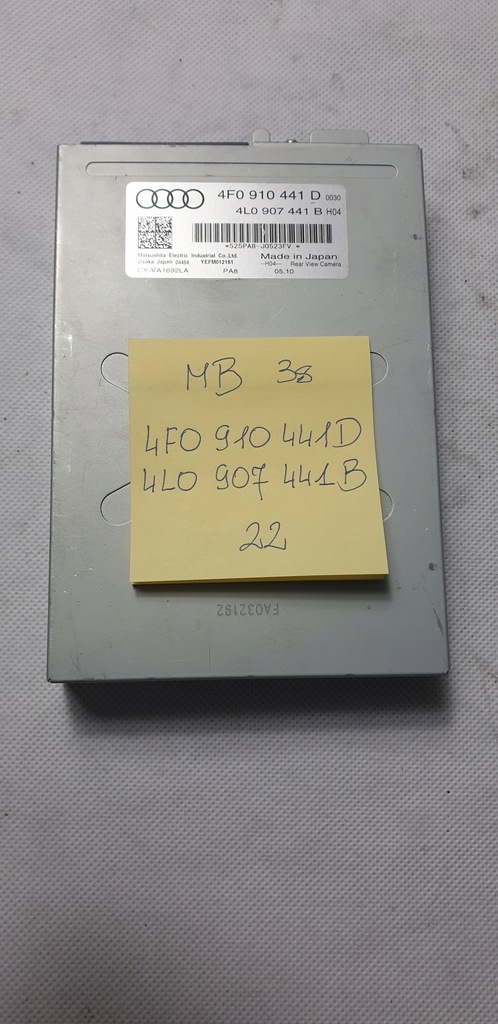 4F0 910 441 D 0030
4L0 907 441 B H04
*525PA8-J0523FV *
Matsushita Electric Industrial Co.,Ltd. Made in Japan
Osaka Japan 04459 YEFM012161 --H04-- Rear View Camera
CY-VA1692LA PA8 05.10
MB 38
4F0 910 441D
4L0 907 441B
22
FA032192